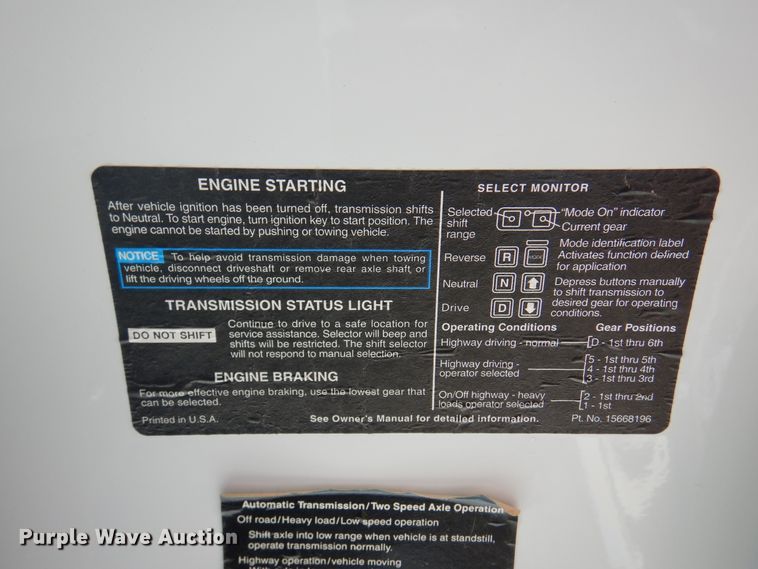 ENGINE STARTING
After vehicle ignition has been turned off, transmission shifts
to Neutral. To start engine, turn ignition key to start position. The
engine cannot be started by pushing or towing vehicle.
NOTICE To help avoid transmission damage when towing
vehicle, disconnect driveshaft or remove rear axle shaft, or
lift the driving wheels off the ground.
TRANSMISSION STATUS LIGHT
DO NOT SHIFT
Continue to drive to a safe location for
service assistance. Selector will beep and
shifts will be restricted. The shift selector
will not respond to manual selection.
ENGINE BRAKING
For more effective engine braking, use the lowest gear that
can be selected.
Printed in U.S.A.
SELECT MONITOR
Selected
shift
range
"Mode On" indicator
Current gear
Mode identification label
Reverse R MODE Activates function defined
for application
Neutral N Depress buttons manually
to shift transmission to
Drive D desired gear for operating
conditions.
Operating Conditions Gear Positions
Highway driving - normal D - 1st thru 6th
Highway driving -
operator selected
5 - 1st thru 5th
4 - 1st thru 4th
3 - 1st thru 3rd
On/Off highway - heavy
loads operator selected
2 - 1st thru 2nd
1 - 1st
See Owner's Manual for detailed information. Pt. No. 15668196
Automatic Transmission/Two Speed Axle Operation
Off road/Heavy load/Low speed operation
Shift axle into low range when vehicle is at standstill,
operate transmission normally.
Highway operation/vehicle moving
Purple Wave Auction